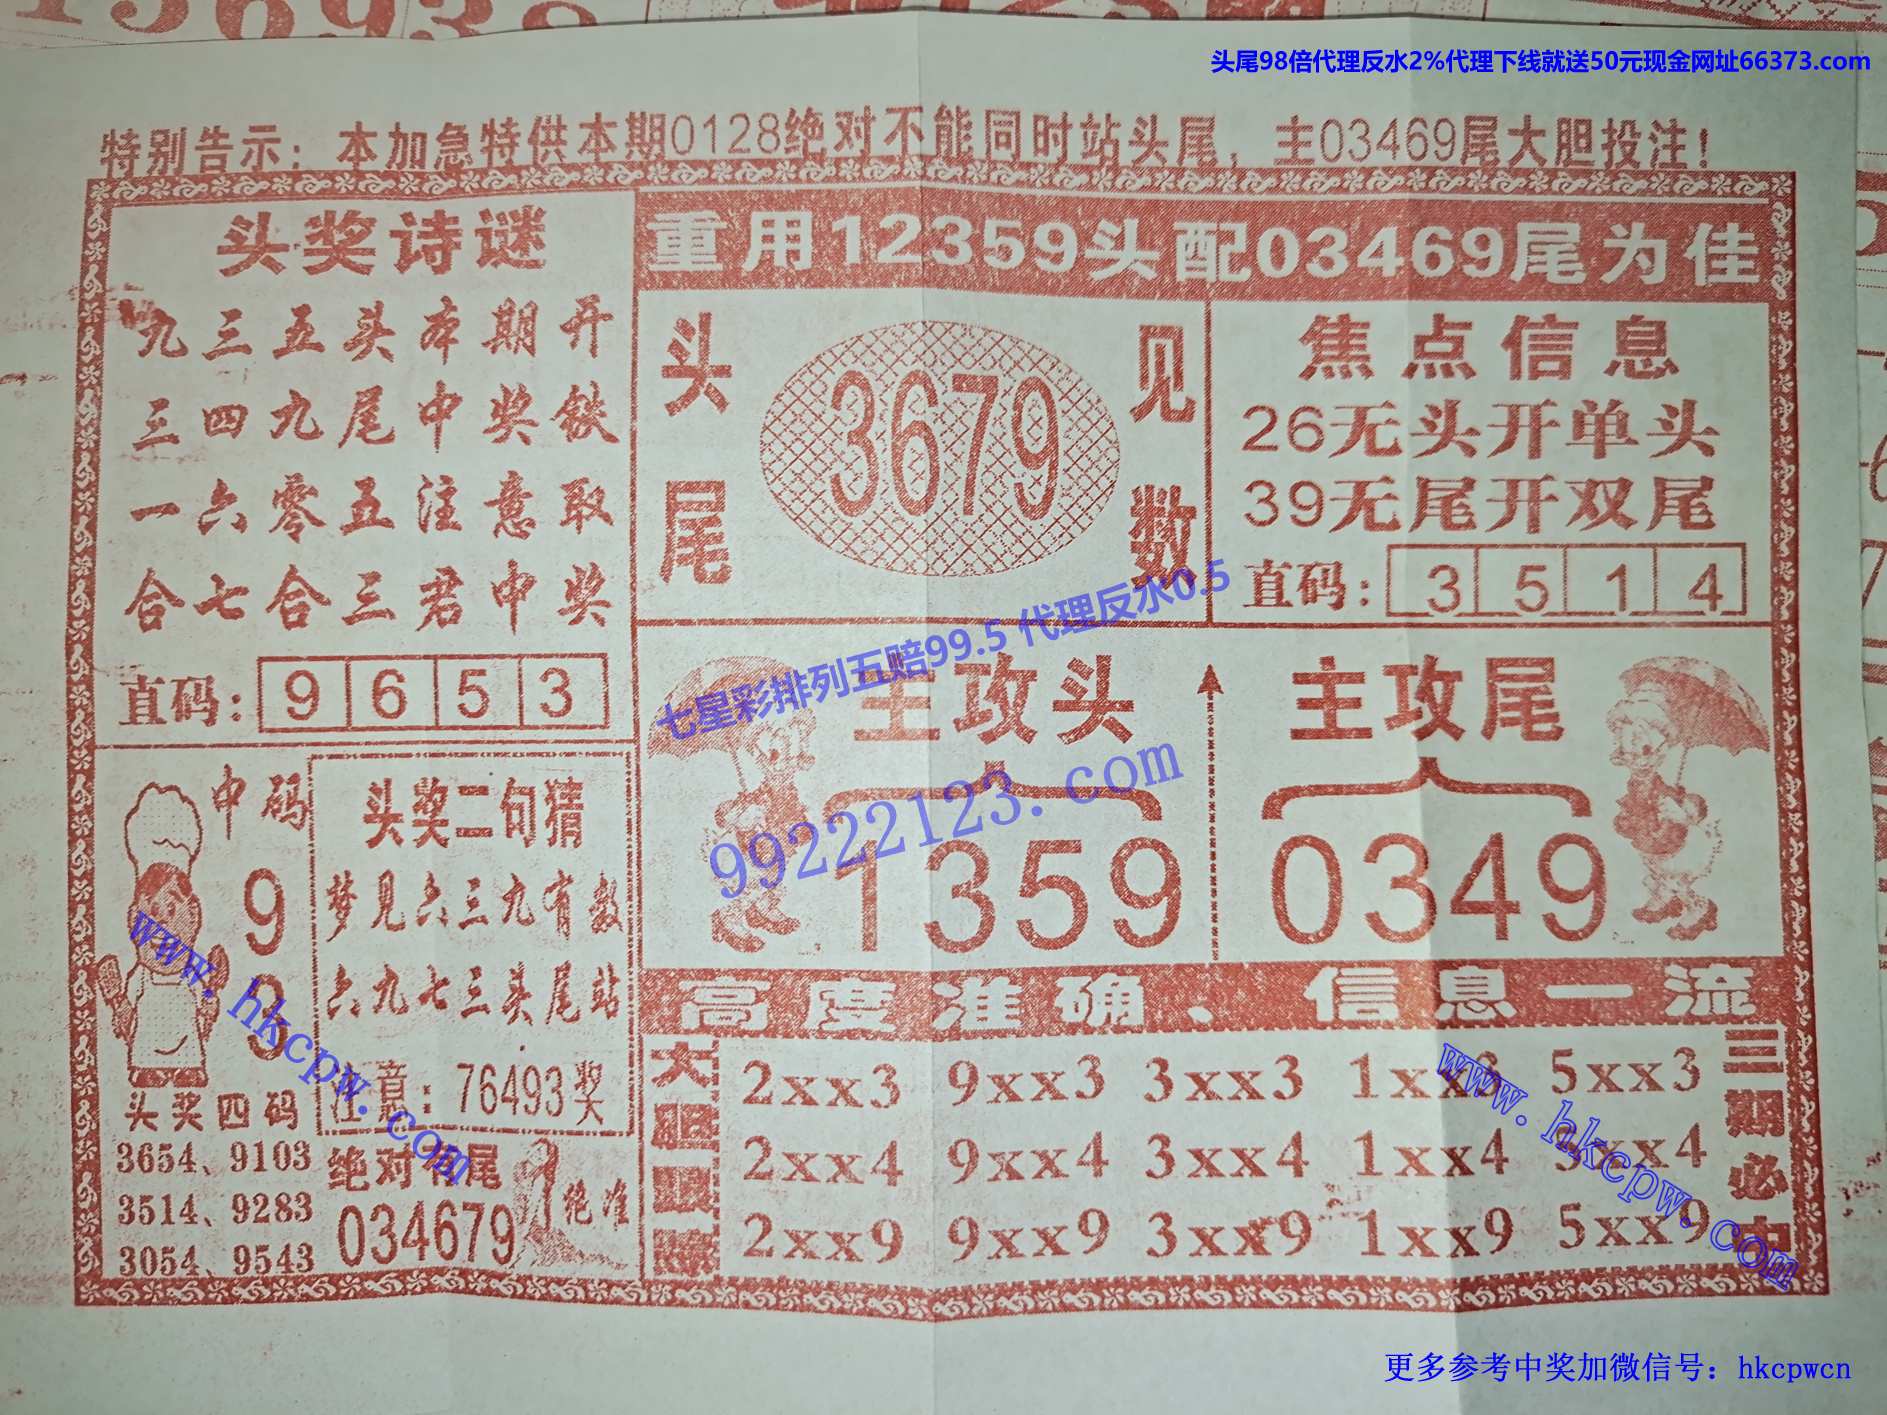 头尾98倍代理反水2%代理下线就送50元现金网址66373.com
特别告示：本加急特供本期0128绝对不能同时站头尾，主03469尾大胆投注！
头奖诗谜
九三五头本期开
三四九尾中奖铁
一六零五注意取
合七合三君中奖
直码：9653
重用12359头配03469尾为佳
头尾
3679
见数
焦点信息
26无头开单头
39无尾开双尾
直码：3514
七星彩排列五赔99.5 代理反水0.5
99222123.com
主攻头
1359
主攻尾
0349
中码
9
3
头奖四码
3654、9103
3514、9283
3054、9543
头奖二句猜
梦见六三九有数
六九七三头尾站
注意：76493奖
绝对有尾
034679
绝准
www.hkcpw.com
高度准确、信息一流
大胆跟踪
2xx3 9xx3 3xx3 1xx3 5xx3
2xx4 9xx4 3xx4 1xx4 5xx4
2xx9 9xx9 3xx9 1xx9 5xx9
三期必中
www.hkcpw.com
更多参考中奖加微信号：hkcpwcn